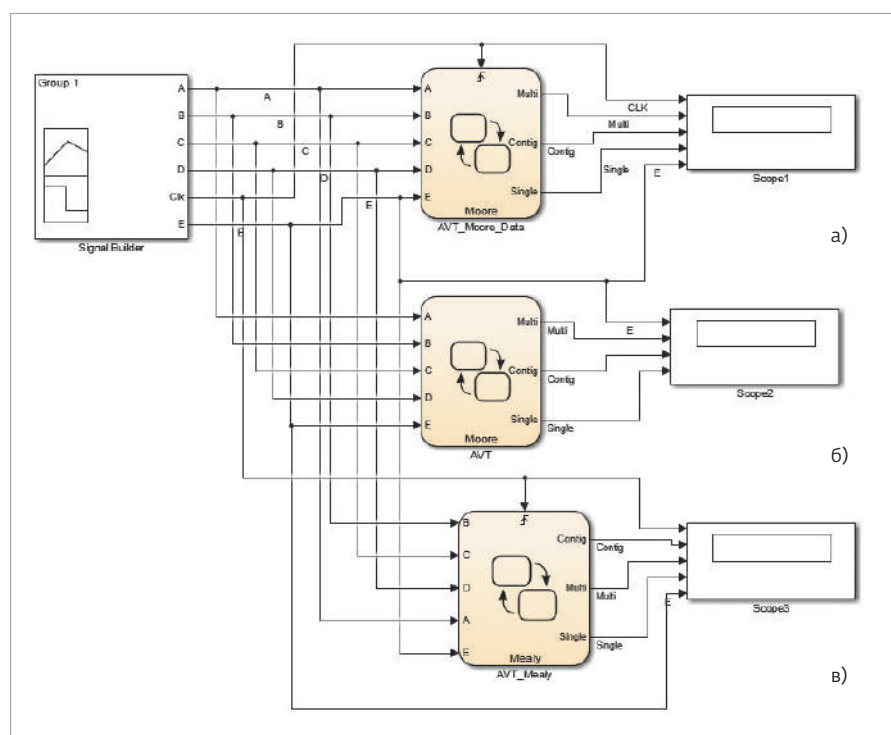 Group 1
A
B
C
D
Clk
E
Signal Builder
A
B
C
D
E
B
A
B
C
D
E
Multi
Contig
Single
Moore
AVT_Moore_Data
CLK
Multi
Contig
Single
E
Scope1
а)
A
B
C
D
E
Multi
Contig
Single
Moore
AVT
E
Multi
Contig
Single
Scope2
б)
B
C
D
A
E
Contig
Multi
Single
Mealy
AVT_Mealy
Contig
Multi
Single
E
Scope3
в)